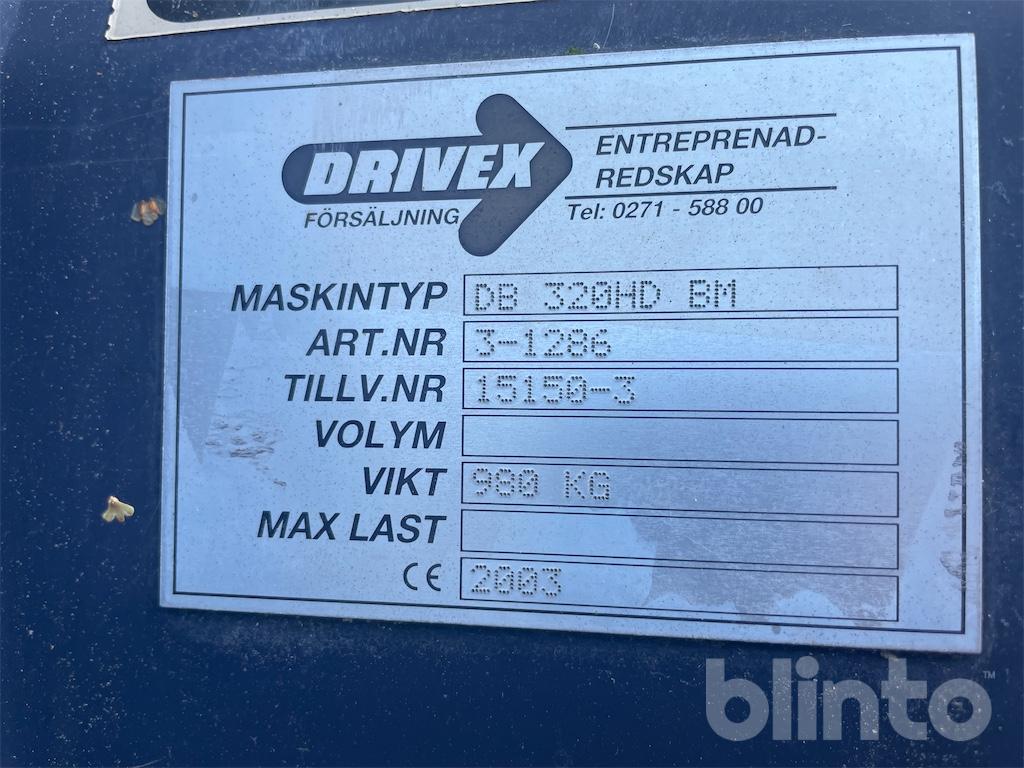 DRIVEX
FÖRSÄLJNING
ENTREPRENAD-
REDSKAP
Tel: 0271 - 588 00
MASKINTYP DB 320HD BM
ART.NR 3-1286
TILLV.NR 15150-3
VOLYM
VIKT 980 KG
MAX LAST
CE 2003
blinto™